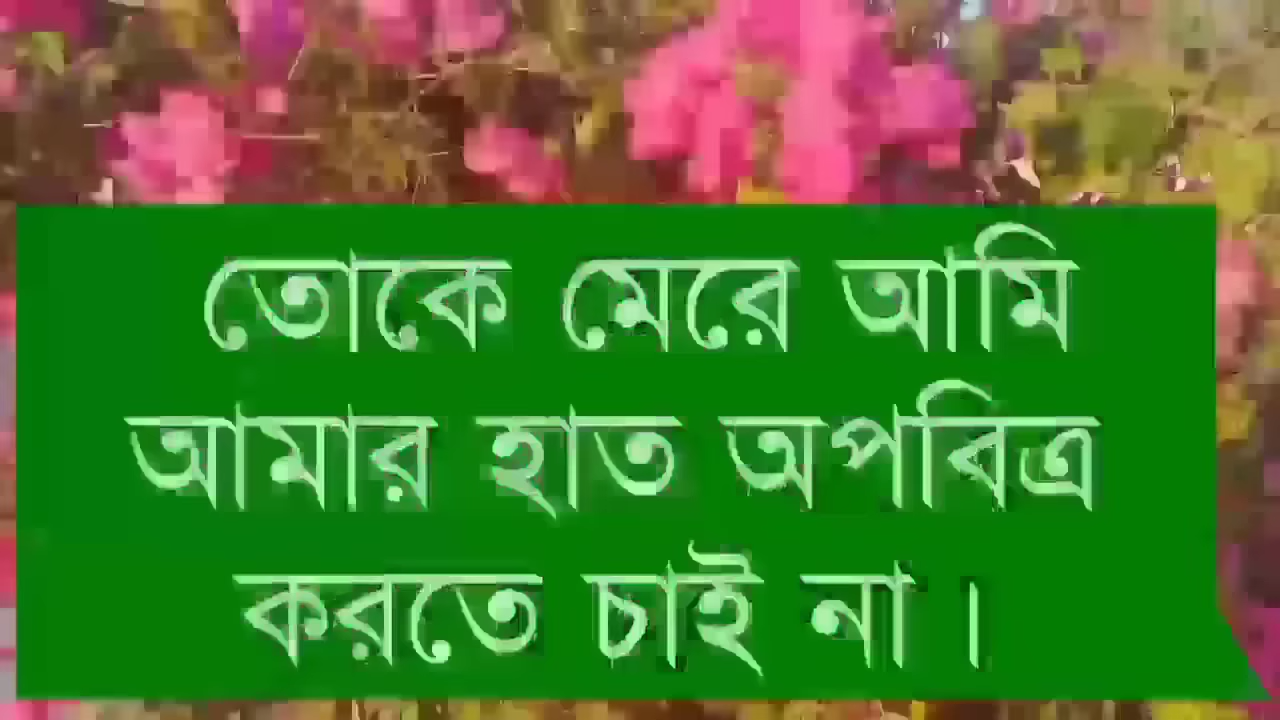 তোকে মেরে আমি
আমার হাত অপবিত্র
করতে চাই না ।